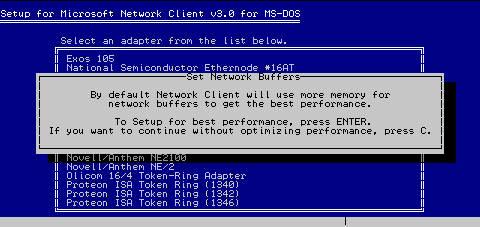 Setup for Microsoft Network Client v3.0 for MS-DOS
Select an adapter from the list below.
Exos 105
National Semiconductor Ethernode #16AT
Set Network Buffers
By default Network Client will use more memory for
network buffers to get the best performance.
To Setup for best performance, press ENTER.
If you want to continue without optimizing performance, press C.
Novell/Anthem NE2100
Novell/Anthem NE/2
Olicom 16/4 Token-Ring Adapter
Proteon ISA Token Ring (1340)
Proteon ISA Token Ring (1342)
Proteon ISA Token Ring (1346)